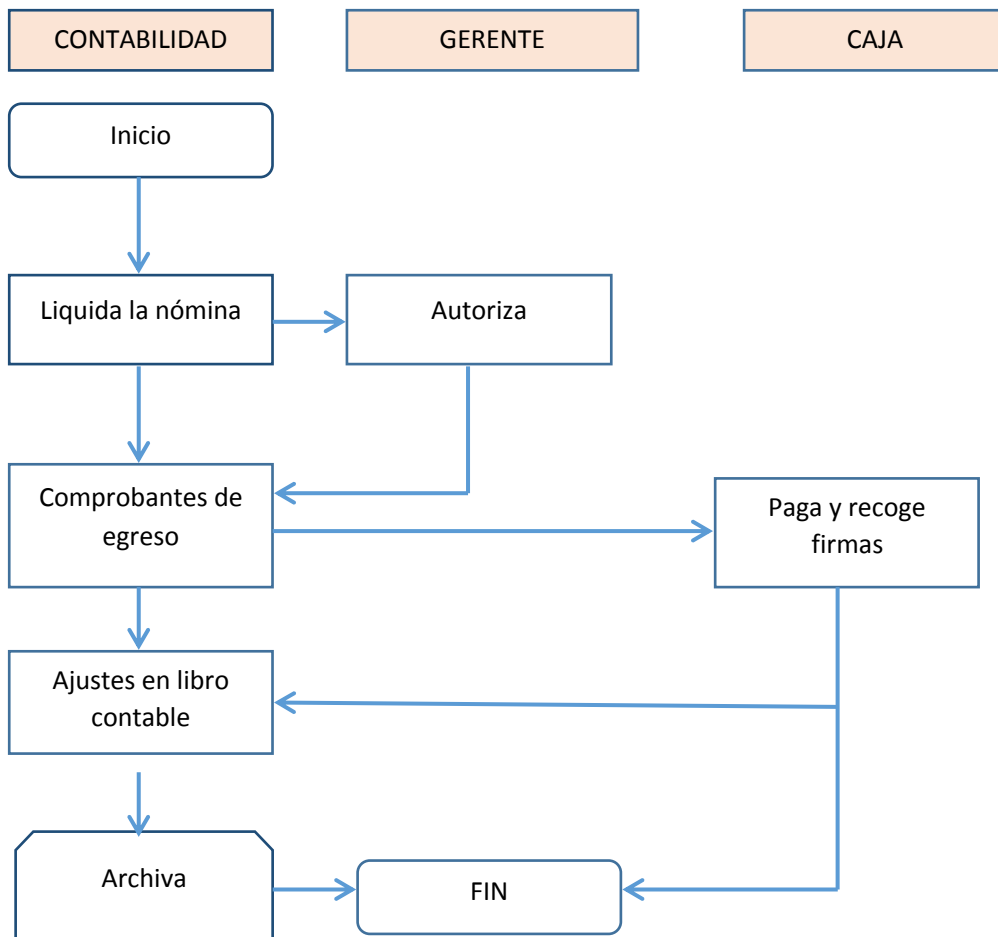 CONTABILIDAD
GERENTE
CAJA
Inicio
Liquida la nómina
Autoriza
Comprobantes de
egreso
Paga y recoge
firmas
Ajustes en libro
contable
Archiva
FIN